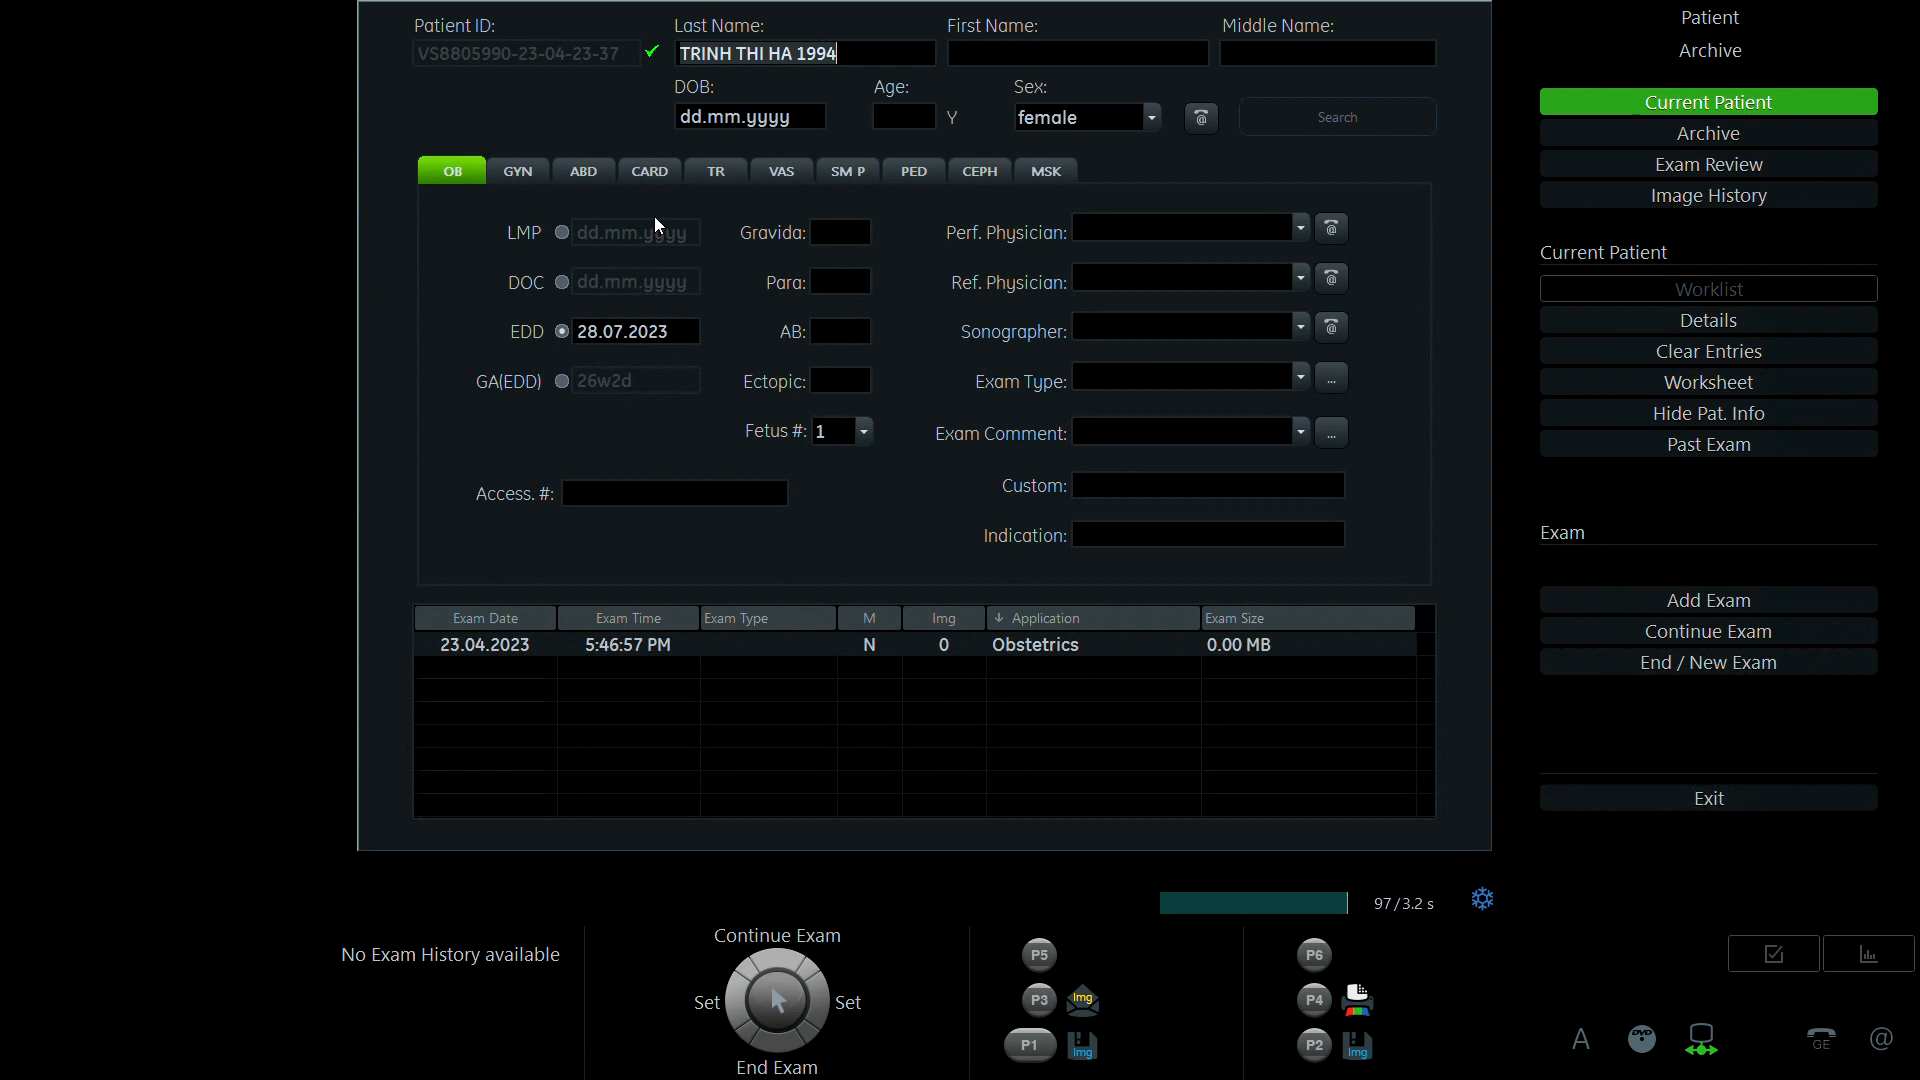 Patient ID:
Last Name:
First Name:
Middle Name:
VS8805990-23-04-23-37
TRINH THI HA 1994
DOB:
Age:
Sex:
dd.mm.yyyy
Y
female
@
Search
OB
GYN
ABD
CARD
TR
VAS
SM P
PED
CEPH
MSK
LMP
dd.mm.yyyy
Gravida:
Perf. Physician:
@
DOC
dd.mm.yyyy
Para:
Ref. Physician:
@
EDD
28.07.2023
AB:
Sonographer:
@
GA(EDD)
26w2d
Ectopic:
Exam Type:
...
Fetus #:
1
Exam Comment:
...
Access. #:
Custom:
Indication:
Exam Date
Exam Time
Exam Type
M
Img
Application
Exam Size
23.04.2023
5:46:57 PM
N
0
Obstetrics
0.00 MB
Patient
Archive
Current Patient
Archive
Exam Review
Image History
Current Patient
Worklist
Details
Clear Entries
Worksheet
Hide Pat. Info
Past Exam
Exam
Add Exam
Continue Exam
End / New Exam
Exit
97/3.2 s
No Exam History available
Continue Exam
Set
Set
End Exam
P5
P3
Img
P1
Img
P6
P4
P2
Img
A
DVD
GE
@